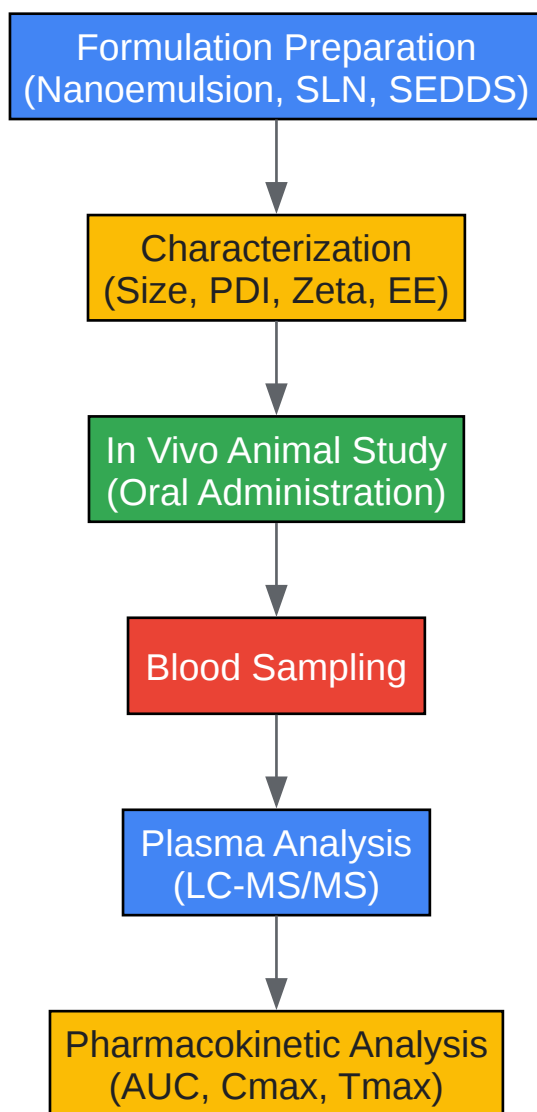 Formulation Preparation
(Nanoemulsion, SLN, SEDDS)
Characterization
(Size, PDI, Zeta, EE)
In Vivo Animal Study
(Oral Administration)
Blood Sampling
Plasma Analysis
(LC-MS/MS)
Pharmacokinetic Analysis
(AUC, Cmax, Tmax)